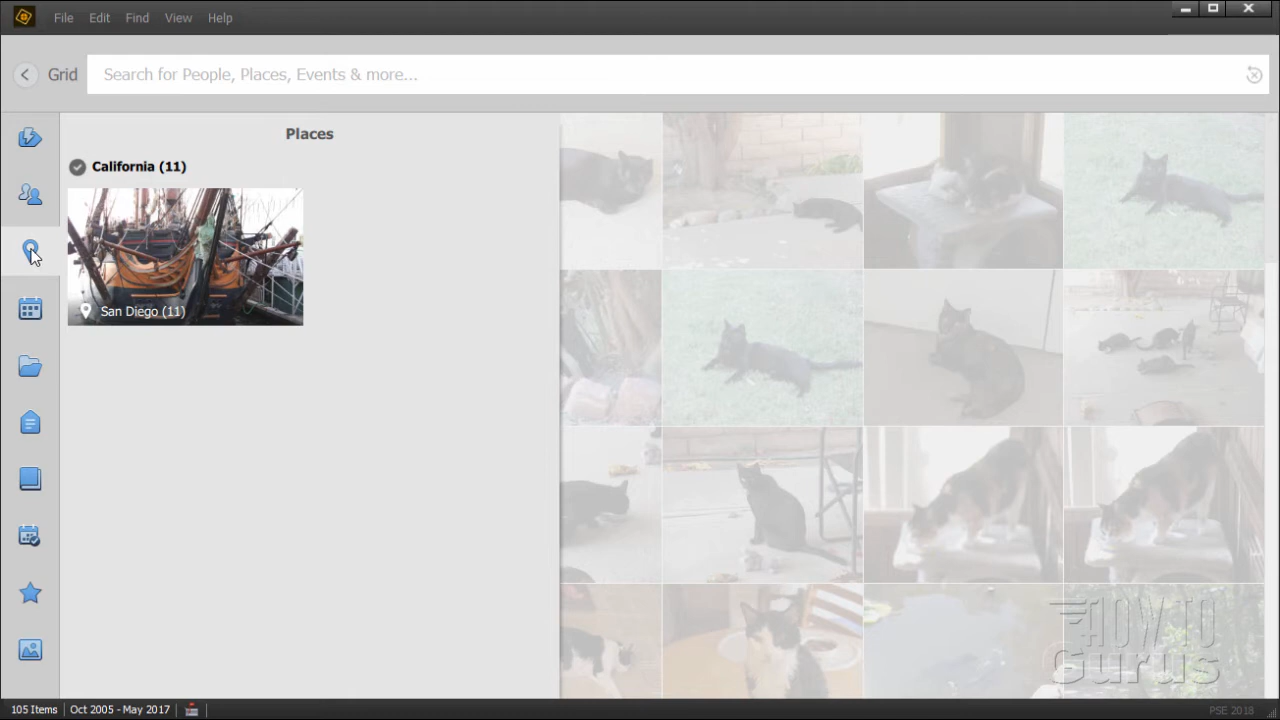 File Edit Find View Help
Grid
Search for People, Places, Events & more...
Places
California (11)
San Diego (11)
HOW TO
Gurus
105 Items
Oct 2005 - May 2017
PSE 2018